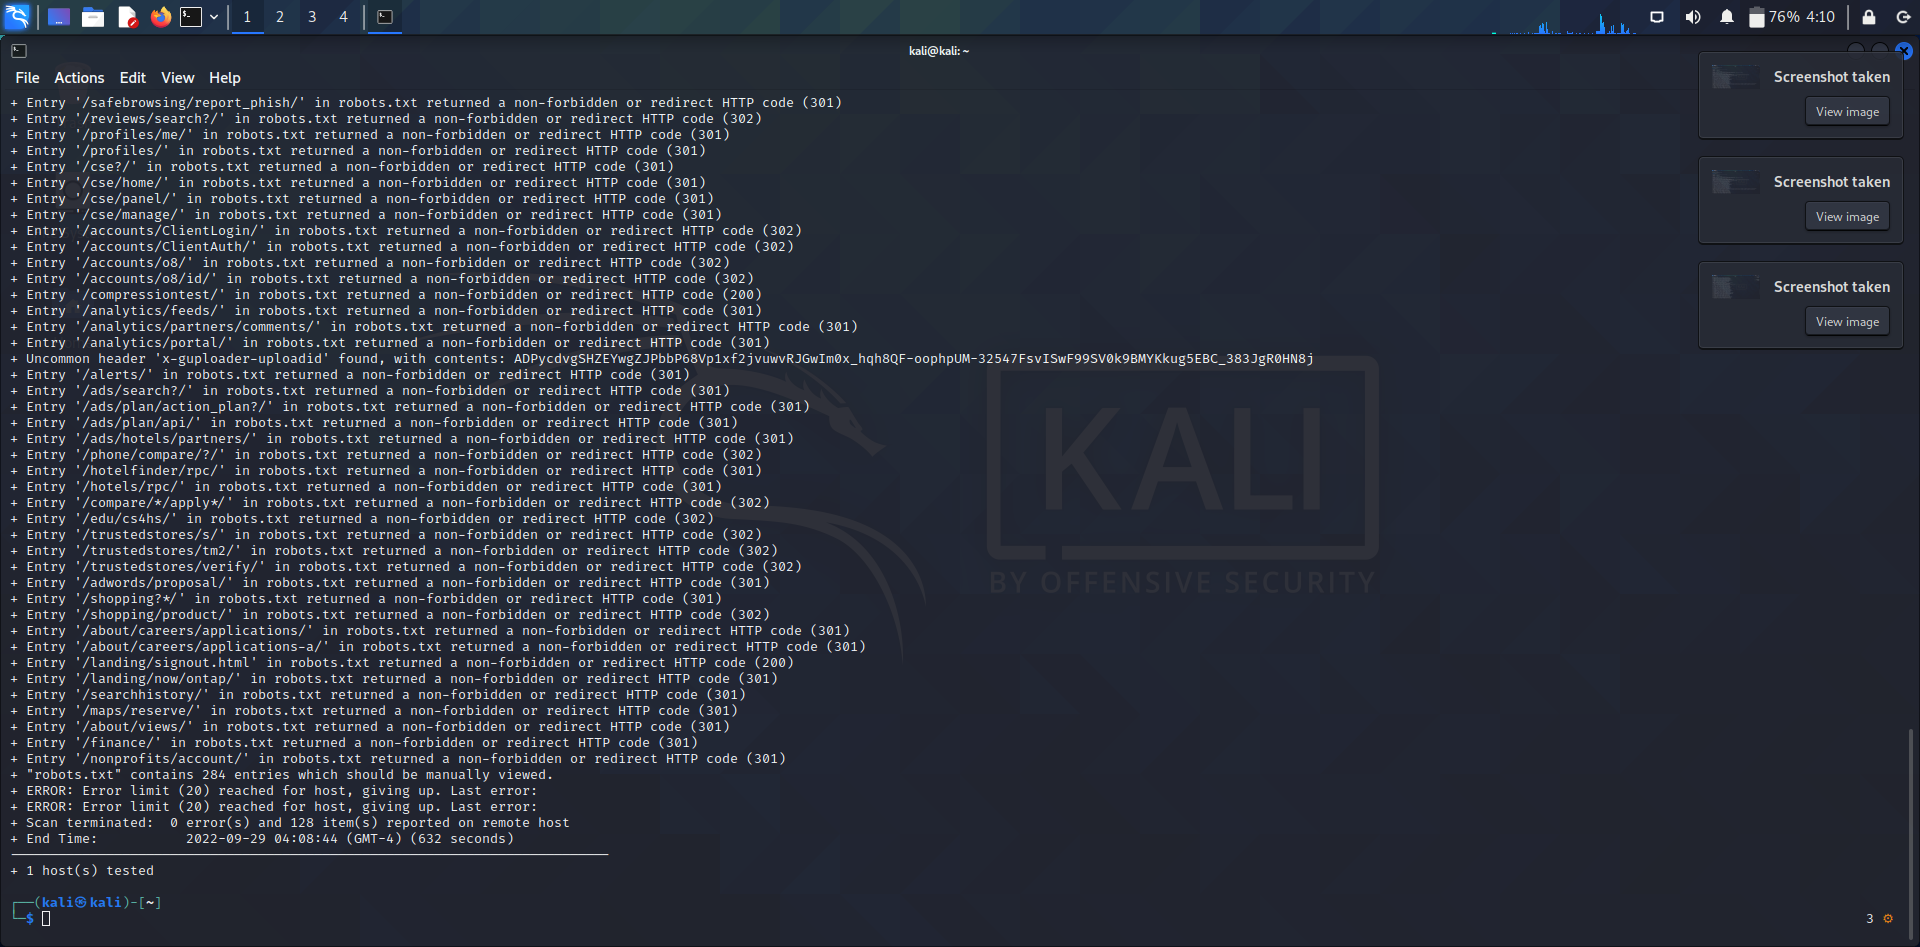 1 2 3 4 76% 4:10
kali@kali: ~
File Actions Edit View Help
+ Entry '/safebrowsing/report_phish/' in robots.txt returned a non-forbidden or redirect HTTP code (301)
+ Entry '/reviews/search?/' in robots.txt returned a non-forbidden or redirect HTTP code (302)
+ Entry '/profiles/me/' in robots.txt returned a non-forbidden or redirect HTTP code (301)
+ Entry '/profiles/' in robots.txt returned a non-forbidden or redirect HTTP code (301)
+ Entry '/cse?/' in robots.txt returned a non-forbidden or redirect HTTP code (301)
+ Entry '/cse/home/' in robots.txt returned a non-forbidden or redirect HTTP code (301)
+ Entry '/cse/panel/' in robots.txt returned a non-forbidden or redirect HTTP code (301)
+ Entry '/cse/manage/' in robots.txt returned a non-forbidden or redirect HTTP code (301)
+ Entry '/accounts/ClientLogin/' in robots.txt returned a non-forbidden or redirect HTTP code (302)
+ Entry '/accounts/ClientAuth/' in robots.txt returned a non-forbidden or redirect HTTP code (302)
+ Entry '/accounts/o8/' in robots.txt returned a non-forbidden or redirect HTTP code (302)
+ Entry '/accounts/o8/id/' in robots.txt returned a non-forbidden or redirect HTTP code (302)
+ Entry '/compressiontest/' in robots.txt returned a non-forbidden or redirect HTTP code (200)
+ Entry '/analytics/feeds/' in robots.txt returned a non-forbidden or redirect HTTP code (301)
+ Entry '/analytics/partners/comments/' in robots.txt returned a non-forbidden or redirect HTTP code (301)
+ Entry '/analytics/portal/' in robots.txt returned a non-forbidden or redirect HTTP code (301)
+ Uncommon header 'x-guploader-uploadid' found, with contents: ADPycdvgSHZEYwgZJPbbP68Vp1xf2jvuwvRJGwIm0x_hqh8QF-oophpUM-32547FsvISwF99SV0k9BMYKkug5EBC_383JgR0HN8j
+ Entry '/alerts/' in robots.txt returned a non-forbidden or redirect HTTP code (301)
+ Entry '/ads/search?/' in robots.txt returned a non-forbidden or redirect HTTP code (301)
+ Entry '/ads/plan/action_plan?/' in robots.txt returned a non-forbidden or redirect HTTP code (301)
+ Entry '/ads/plan/api/' in robots.txt returned a non-forbidden or redirect HTTP code (301)
+ Entry '/ads/hotels/partners/' in robots.txt returned a non-forbidden or redirect HTTP code (301)
+ Entry '/phone/compare/?/' in robots.txt returned a non-forbidden or redirect HTTP code (302)
+ Entry '/hotelfinder/rpc/' in robots.txt returned a non-forbidden or redirect HTTP code (301)
+ Entry '/hotels/rpc/' in robots.txt returned a non-forbidden or redirect HTTP code (301)
+ Entry '/compare/*/apply*/' in robots.txt returned a non-forbidden or redirect HTTP code (302)
+ Entry '/edu/cs4hs/' in robots.txt returned a non-forbidden or redirect HTTP code (302)
+ Entry '/trustedstores/s/' in robots.txt returned a non-forbidden or redirect HTTP code (302)
+ Entry '/trustedstores/tm2/' in robots.txt returned a non-forbidden or redirect HTTP code (302)
+ Entry '/trustedstores/verify/' in robots.txt returned a non-forbidden or redirect HTTP code (302)
+ Entry '/adwords/proposal/' in robots.txt returned a non-forbidden or redirect HTTP code (301)
+ Entry '/shopping?*/' in robots.txt returned a non-forbidden or redirect HTTP code (301)
+ Entry '/shopping/product/' in robots.txt returned a non-forbidden or redirect HTTP code (302)
+ Entry '/about/careers/applications/' in robots.txt returned a non-forbidden or redirect HTTP code (301)
+ Entry '/about/careers/applications-a/' in robots.txt returned a non-forbidden or redirect HTTP code (301)
+ Entry '/landing/signout.html' in robots.txt returned a non-forbidden or redirect HTTP code (200)
+ Entry '/landing/now/ontap/' in robots.txt returned a non-forbidden or redirect HTTP code (301)
+ Entry '/searchhistory/' in robots.txt returned a non-forbidden or redirect HTTP code (301)
+ Entry '/maps/reserve/' in robots.txt returned a non-forbidden or redirect HTTP code (301)
+ Entry '/about/views/' in robots.txt returned a non-forbidden or redirect HTTP code (301)
+ Entry '/finance/' in robots.txt returned a non-forbidden or redirect HTTP code (301)
+ Entry '/nonprofits/account/' in robots.txt returned a non-forbidden or redirect HTTP code (301)
+ "robots.txt" contains 284 entries which should be manually viewed.
+ ERROR: Error limit (20) reached for host, giving up. Last error:
+ ERROR: Error limit (20) reached for host, giving up. Last error:
+ Scan terminated:  0 error(s) and 128 item(s) reported on remote host
+ End Time:           2022-09-29 04:08:44 (GMT-4) (632 seconds)
+ 1 host(s) tested
(kali㉿kali)-[~]
$
Screenshot taken
View image
Screenshot taken
View image
Screenshot taken
View image
KALI
BY OFFENSIVE SECURITY
3